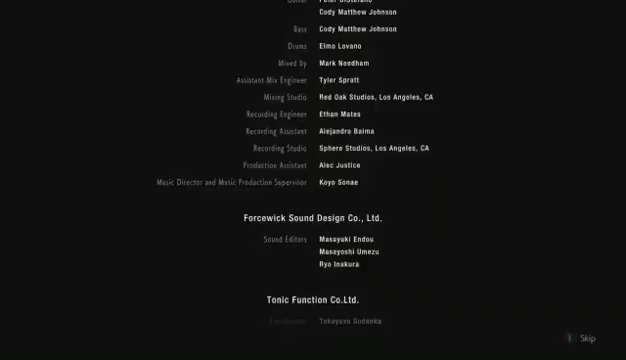 Cody Matthew Johnson
Bass Cody Matthew Johnson
Drums Elmo Lovano
Mixed by Mark Needham
Assistant Mix Engineer Tyler Spratt
Mixing Studio Red Oak Studios, Los Angeles, CA
Recording Engineer Ethan Mates
Recording Assistant Alejandro Baima
Recording Studio Sphere Studios, Los Angeles, CA
Production Assistant Alec Justice
Music Director and Music Production Supervisor Koyo Sonae
Forcewick Sound Design Co., Ltd.
Sound Editors Masayuki Endou
Masayoshi Umezu
Ryo Inakura
Tonic Function Co.Ltd.
Skip